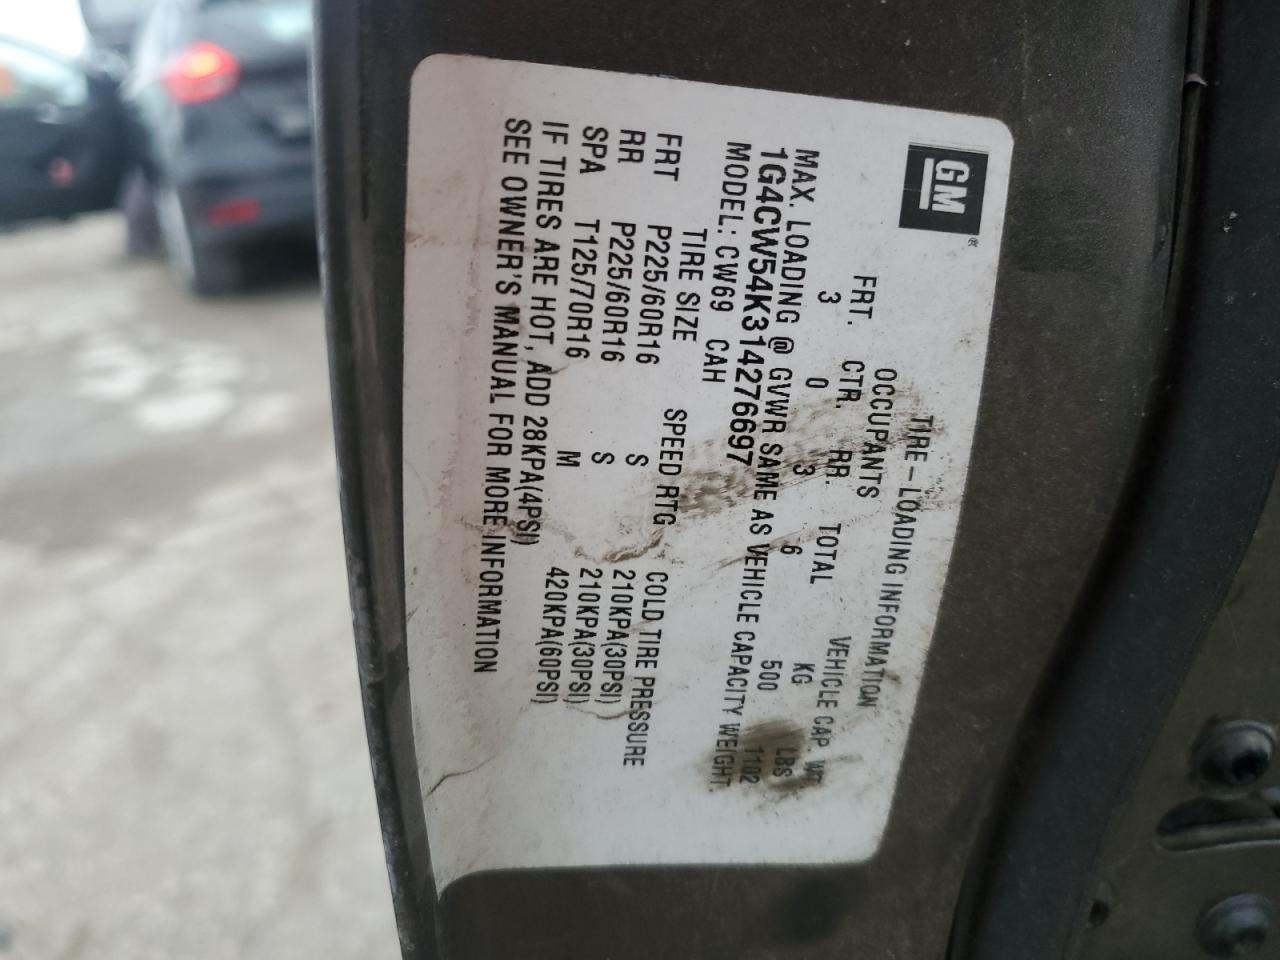 GM®
TIRE-LOADING INFORMATION
OCCUPANTS VEHICLE CAP. WT.
FRT. CTR. RR. TOTAL KG LBS
3 0 3 6 500 1102
MAX. LOADING @ GVWR SAME AS VEHICLE CAPACITY WEIGHT.
1G4CW54K314276697
MODEL: CW69 CAH
TIRE SIZE SPEED RTG COLD TIRE PRESSURE
FRT P225/60R16 S 210KPA(30PSI)
RR P225/60R16 S 210KPA(30PSI)
SPA T125/70R16 M 420KPA(60PSI)
IF TIRES ARE HOT, ADD 28KPA(4PSI)
SEE OWNER'S MANUAL FOR MORE INFORMATION